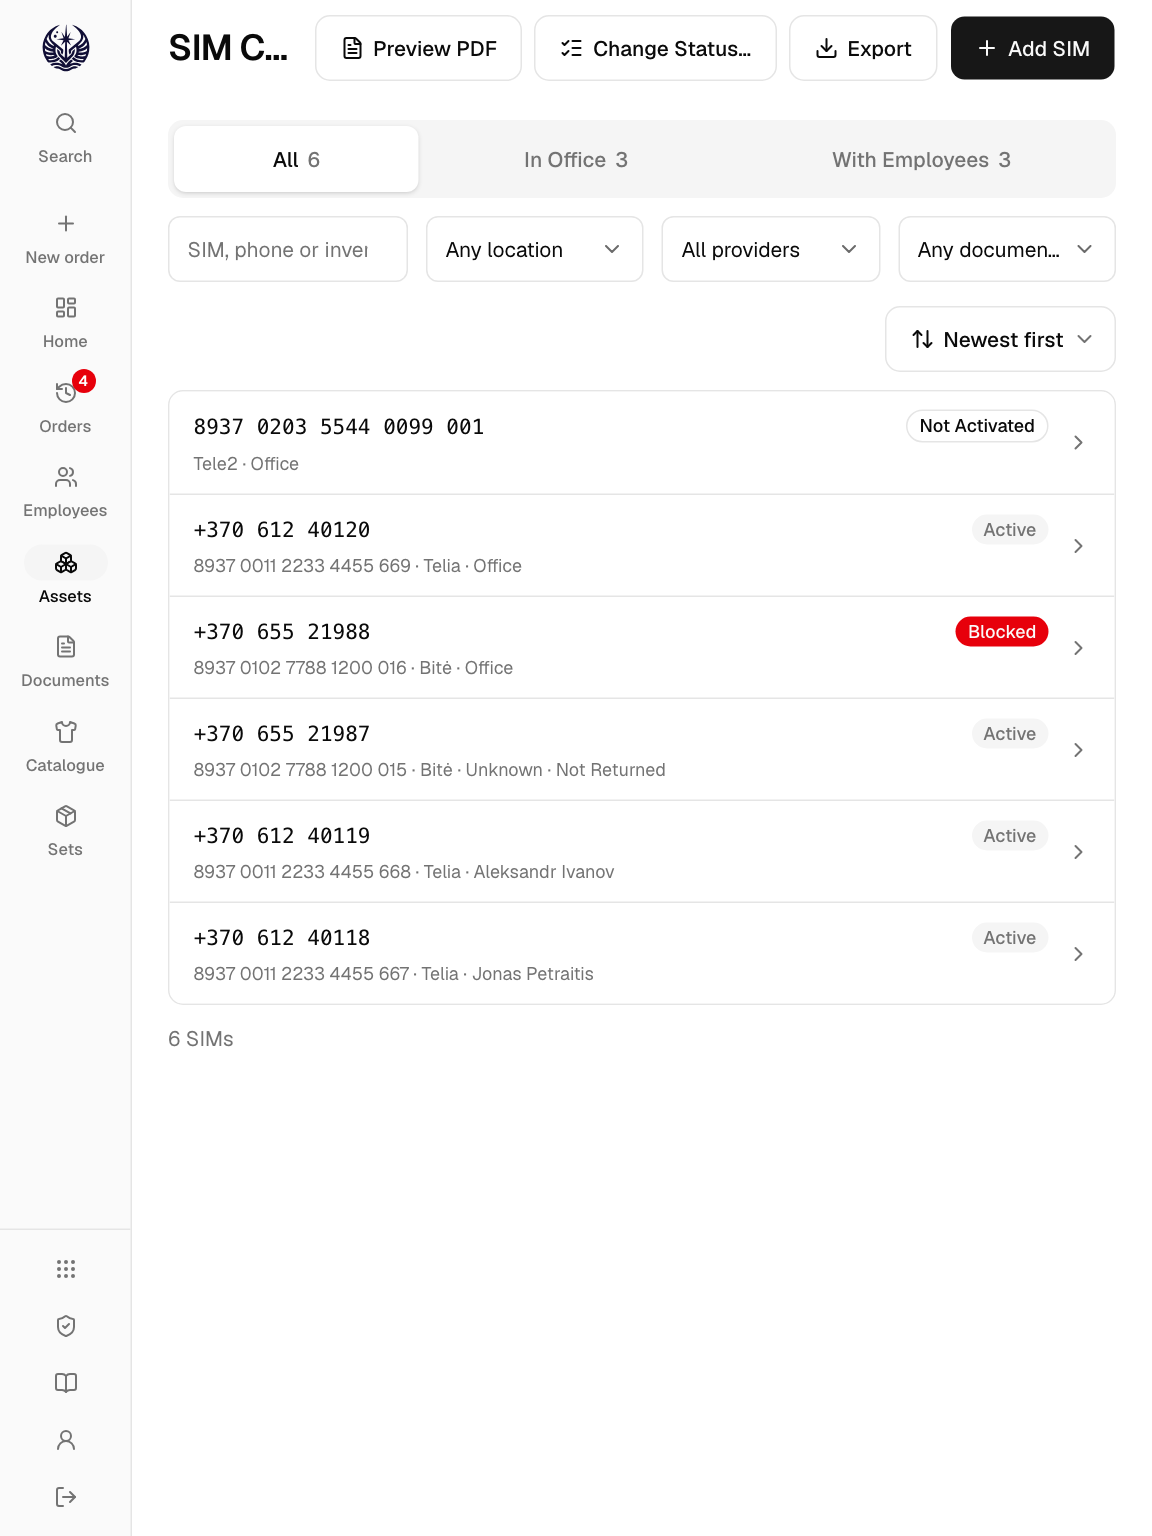 SIM C...
Preview PDF
Change Status...
Export
Add SIM
Search
New order
Home
4
Orders
Employees
Assets
Documents
Catalogue
Sets
All 6
In Office 3
With Employees 3
SIM, phone or inver
Any location
All providers
Any documen...
Newest first
8937 0203 5544 0099 001
Not Activated
Tele2 · Office
+370 612 40120
Active
8937 0011 2233 4455 669 · Telia · Office
+370 655 21988
Blocked
8937 0102 7788 1200 016 · Bitė · Office
+370 655 21987
Active
8937 0102 7788 1200 015 · Bitė · Unknown · Not Returned
+370 612 40119
Active
8937 0011 2233 4455 668 · Telia · Aleksandr Ivanov
+370 612 40118
Active
8937 0011 2233 4455 667 · Telia · Jonas Petraitis
6 SIMs